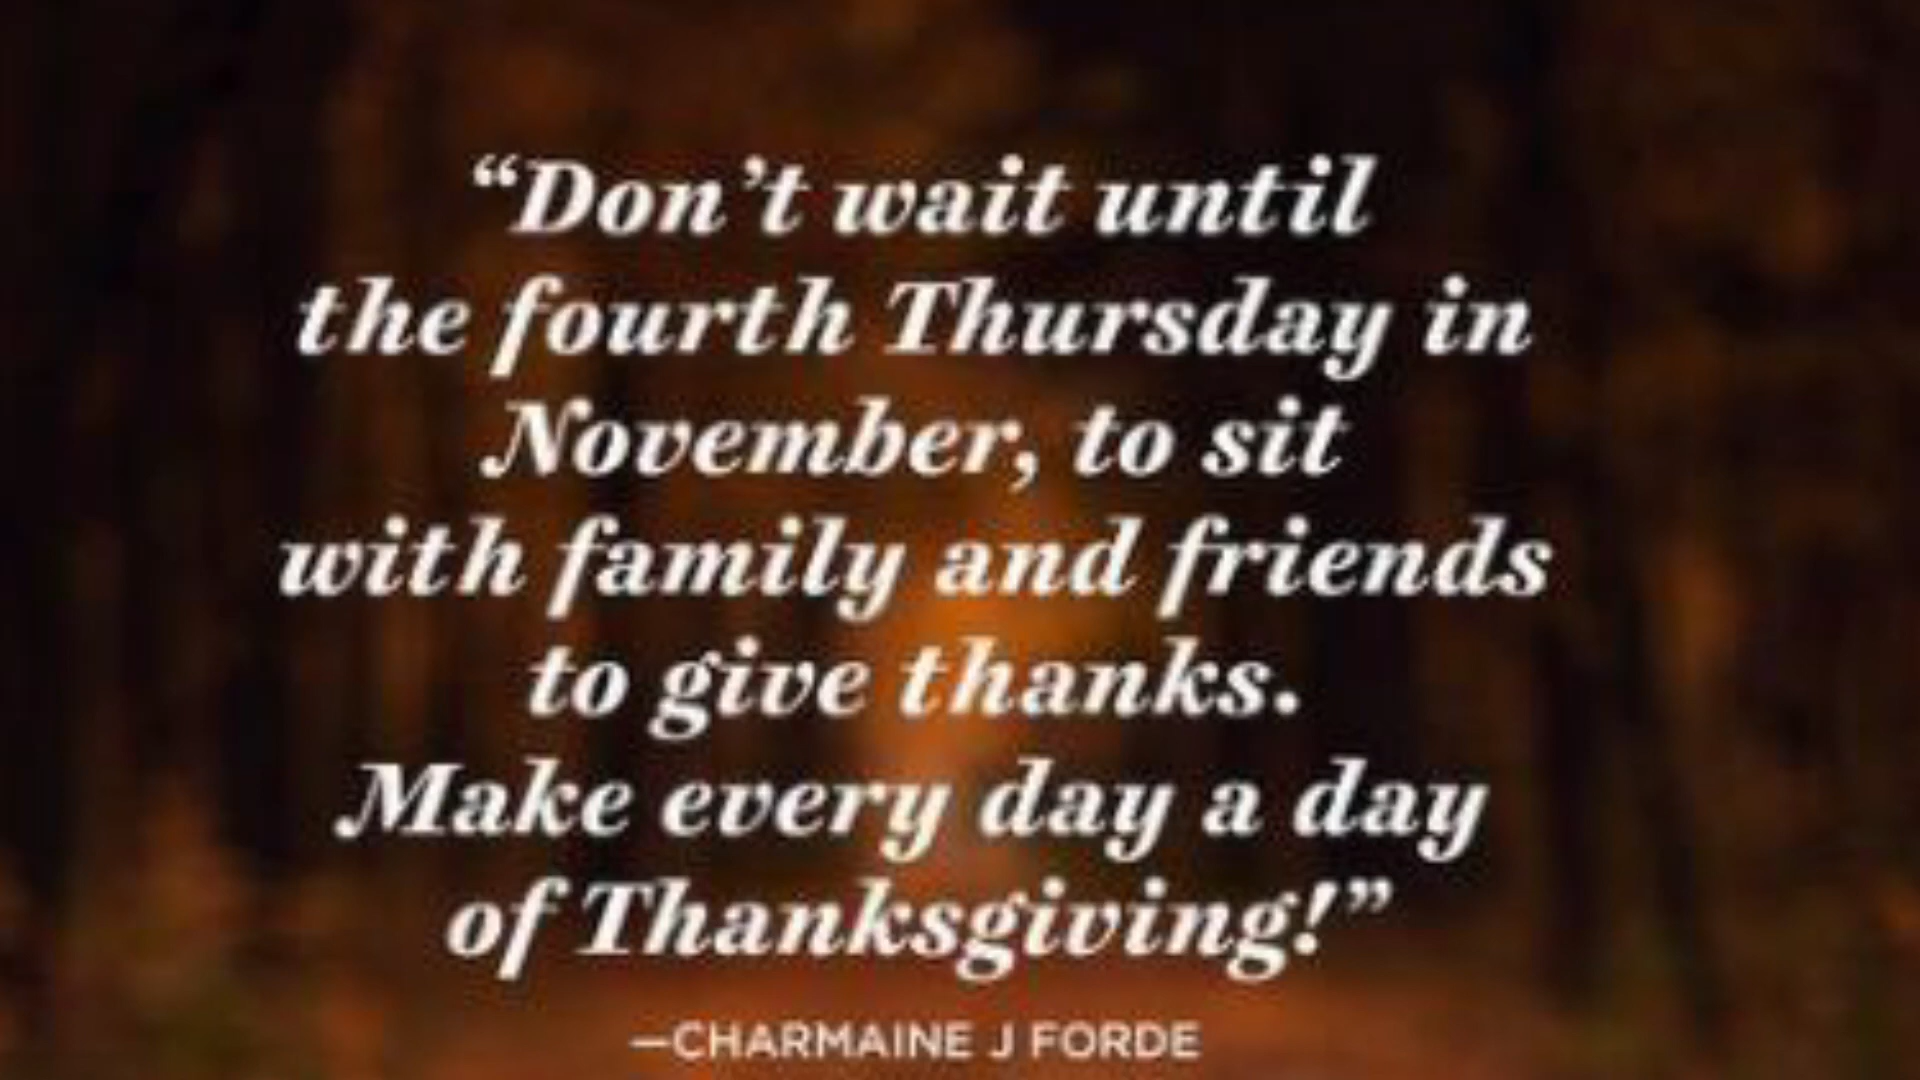 “Don’t wait until
the fourth Thursday in
November, to sit
with family and friends
to give thanks.
Make every day a day
of Thanksgiving!”
—CHARMAINE J FORDE